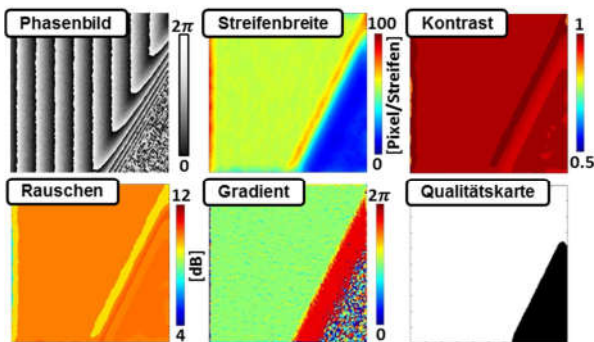 Phasenbild
2π
0
Streifenbreite
100
0
[Pixel/Streifen]
Kontrast
1
0.5
Rauschen
12
4
[dB]
Gradient
2π
0
Qualitätskarte